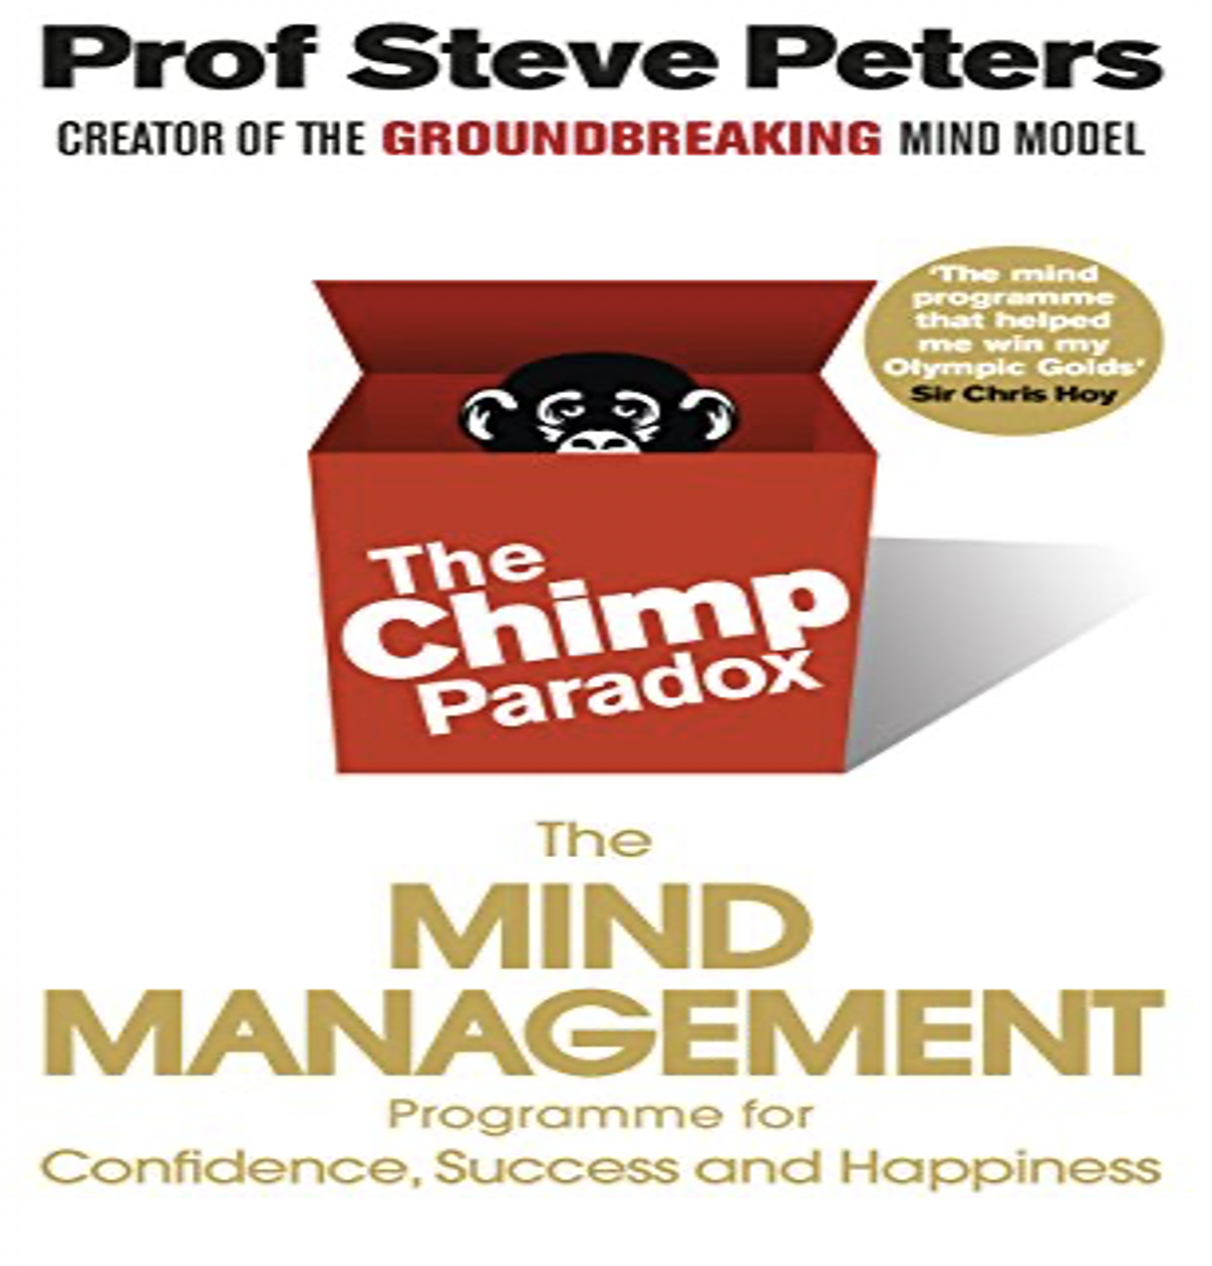 Prof Steve Peters
CREATOR OF THE GROUNDBREAKING MIND MODEL
'The mind
programme
that helped
me win my
Olympic Golds'
Sir Chris Hoy
The
Chimp
Paradox
The
MIND
MANAGEMENT
Programme for
Confidence, Success and Happiness